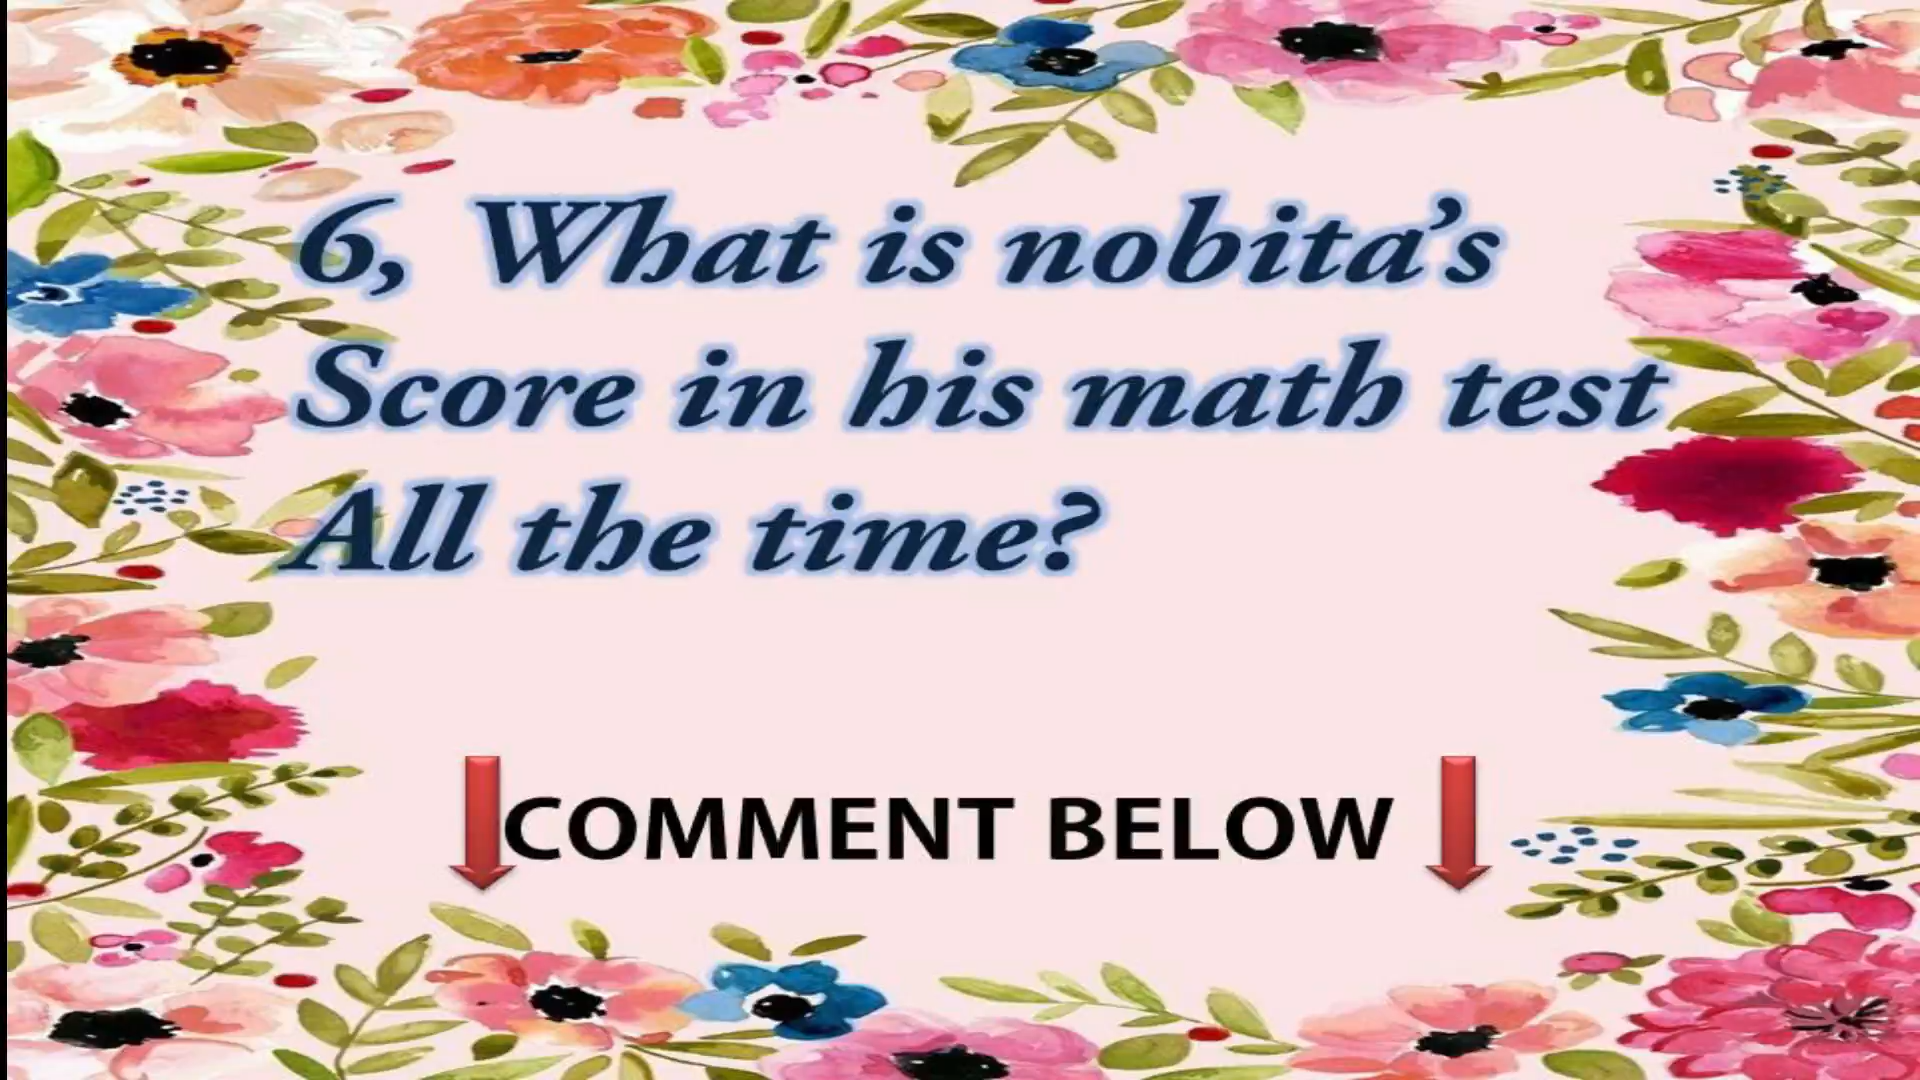 6, What is nobita's
Score in his math test
All the time?
COMMENT BELOW